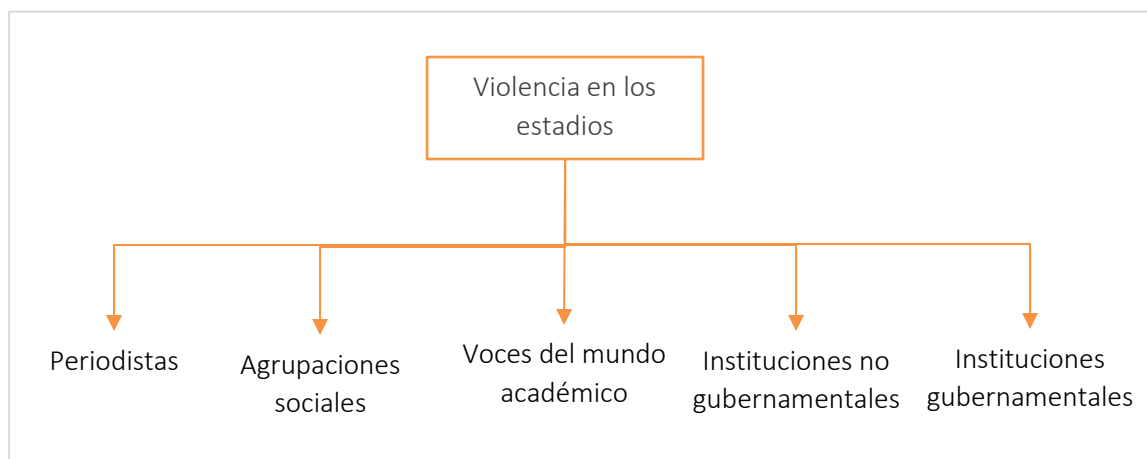 Violencia en los
estadios
Periodistas
Agrupaciones
sociales
Voces del mundo
académico
Instituciones no
gubernamentales
Instituciones
gubernamentales